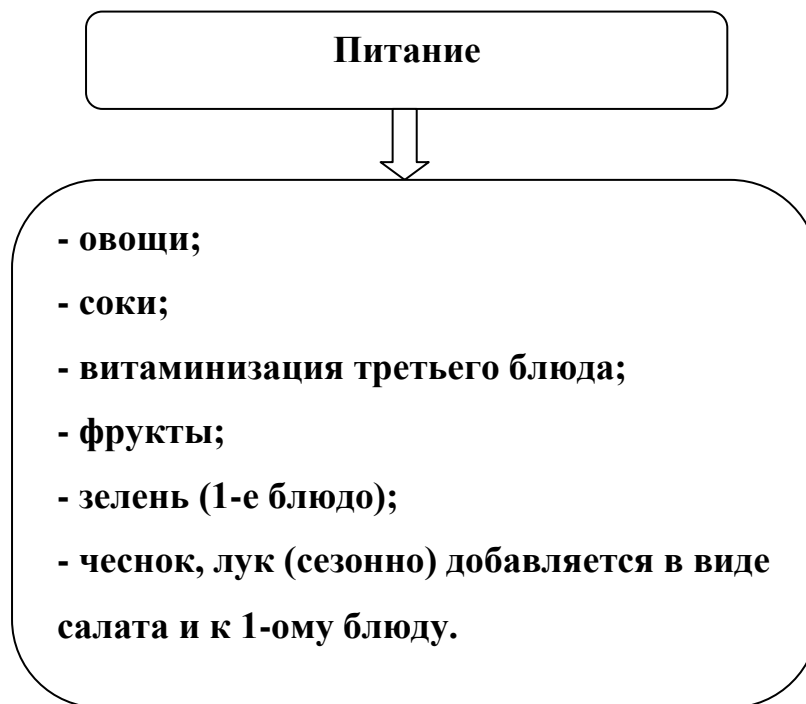 Питание
- овощи;
- соки;
- витаминизация третьего блюда;
- фрукты;
- зелень (1-е блюдо);
- чеснок, лук (сезонно) добавляется в виде
салата и к 1-ому блюду.